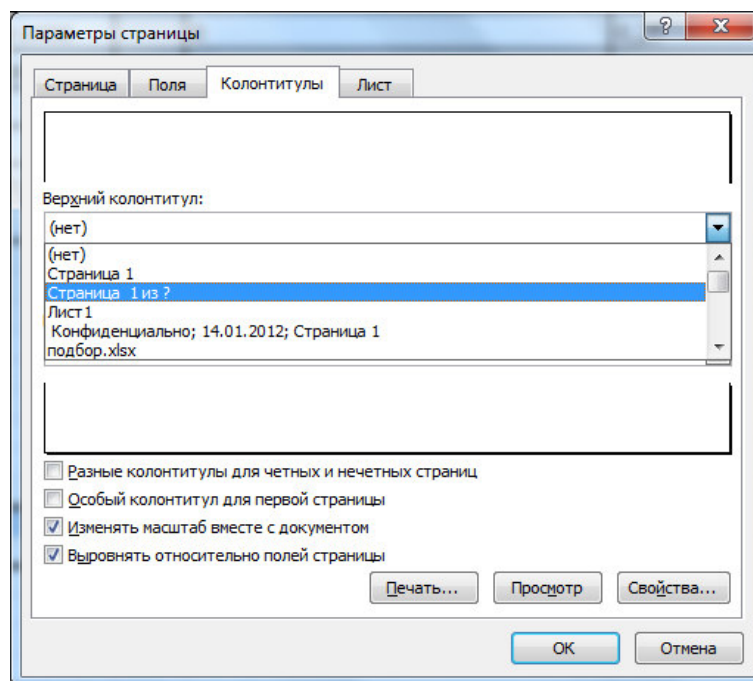 Параметры страницы
Страница Поля Колонтитулы Лист
Верхний колонтитул:
(нет)
(нет)
Страница 1
Страница 1 из ?
Лист1
Конфиденциально; 14.01.2012; Страница 1
подбор.xlsx
Разные колонтитулы для четных и нечетных страниц
Особый колонтитул для первой страницы
Изменять масштаб вместе с документом
Выровнять относительно полей страницы
Печать... Просмотр Свойства...
ОК Отмена